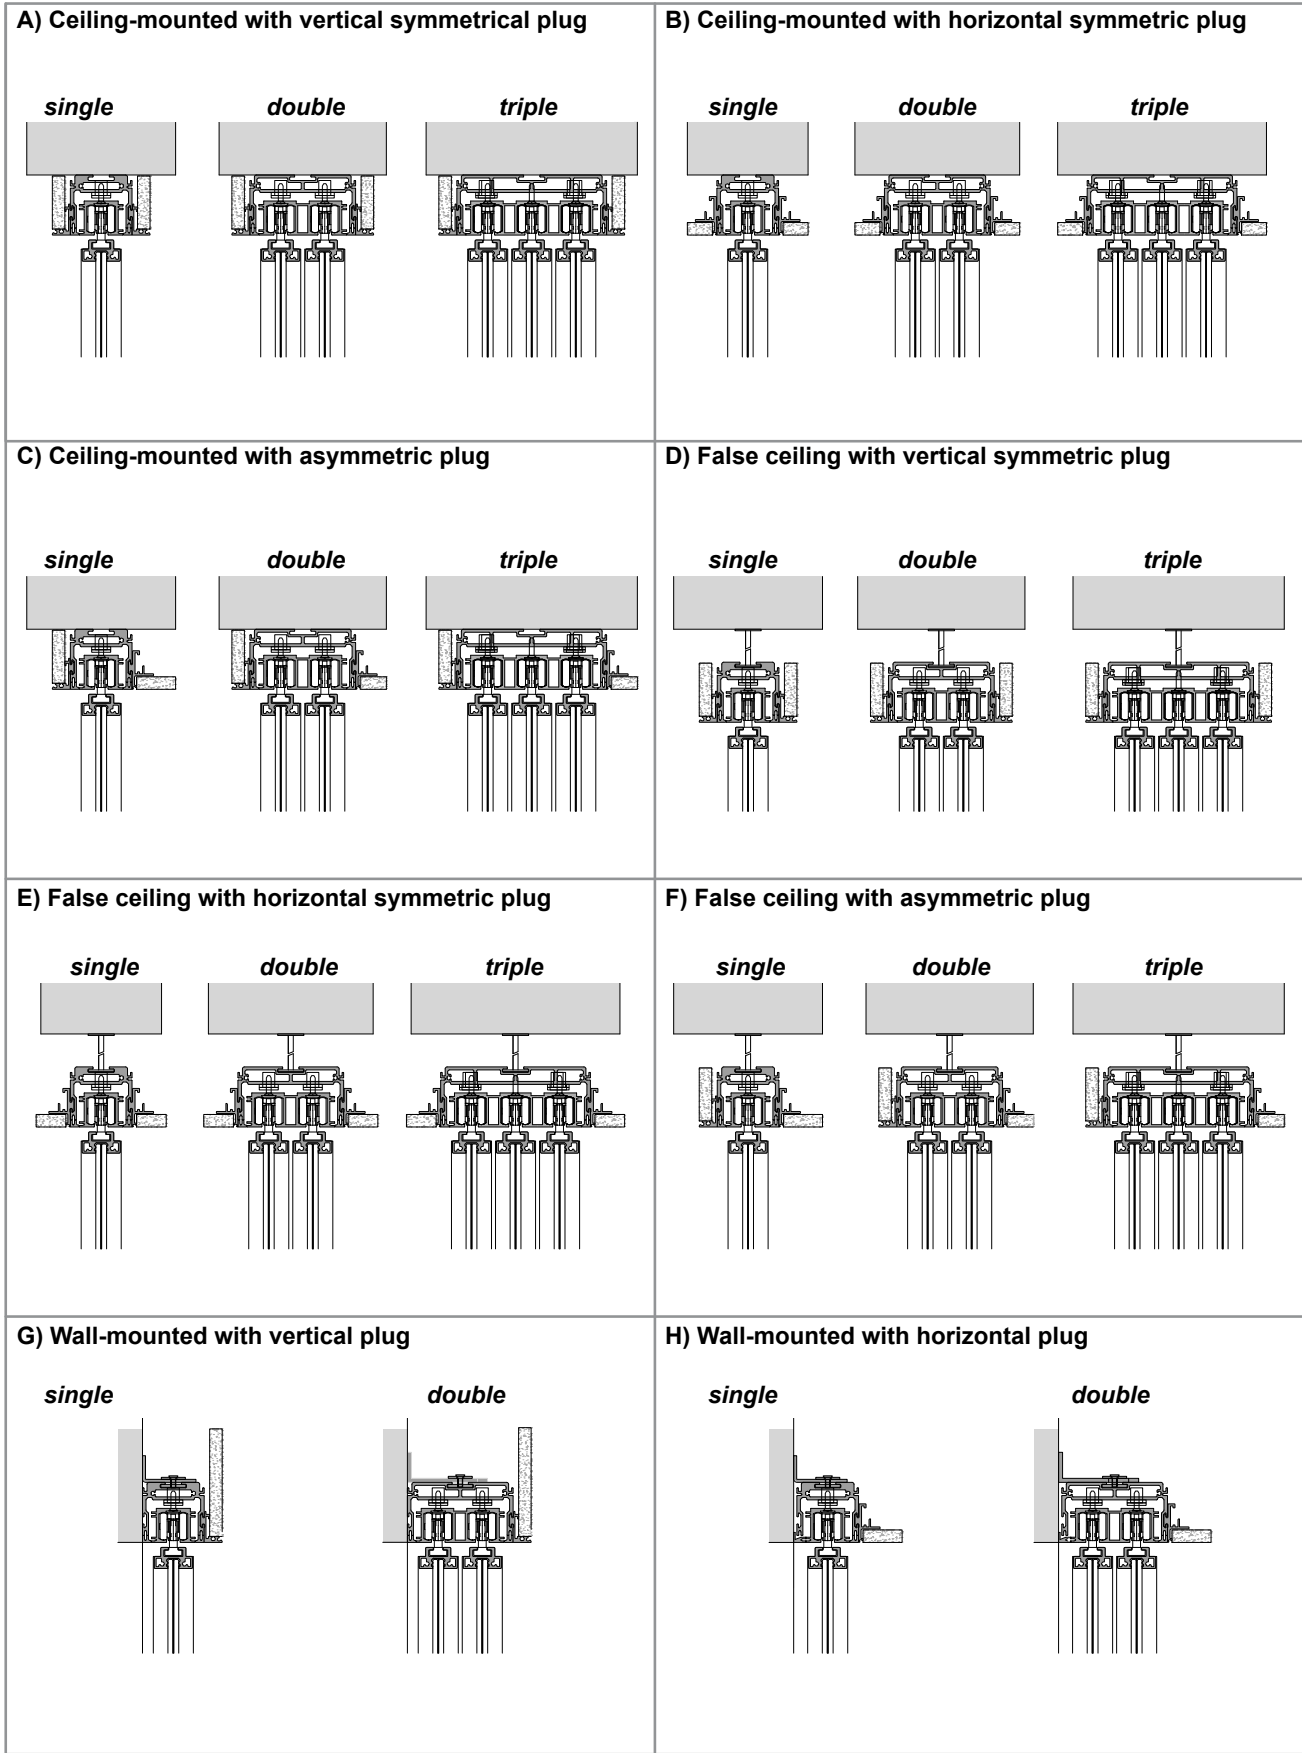 A) Ceiling-mounted with vertical symmetrical plug
single double triple
B) Ceiling-mounted with horizontal symmetric plug
single double triple
C) Ceiling-mounted with asymmetric plug
single double triple
D) False ceiling with vertical symmetric plug
single double triple
E) False ceiling with horizontal symmetric plug
single double triple
F) False ceiling with asymmetric plug
single double triple
G) Wall-mounted with vertical plug
single double
H) Wall-mounted with horizontal plug
single double